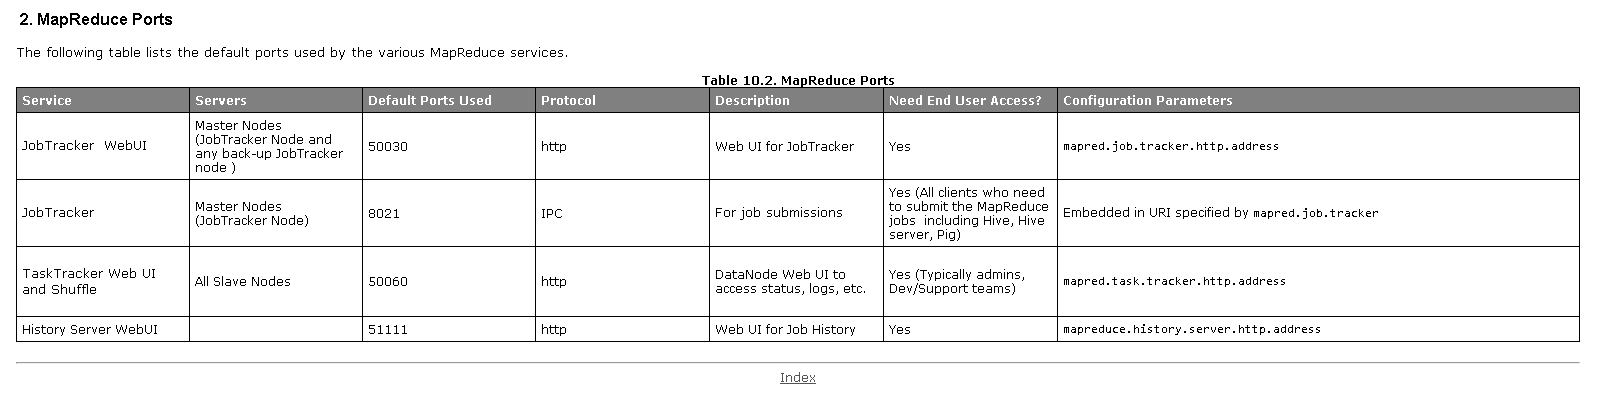 2. MapReduce Ports
The following table lists the default ports used by the various MapReduce services.
Table 10.2. MapReduce Ports
Service Servers Default Ports Used Protocol Description Need End User Access? Configuration Parameters
JobTracker WebUI
Master Nodes
(JobTracker Node and
any back-up JobTracker
node )
50030
http
Web UI for JobTracker
Yes
mapred.job.tracker.http.address
JobTracker
Master Nodes
(JobTracker Node)
8021
IPC
For job submissions
Yes (All clients who need
to submit the MapReduce
jobs including Hive, Hive
server, Pig)
Embedded in URI specified by mapred.job.tracker
TaskTracker Web UI
and Shuffle
All Slave Nodes
50060
http
DataNode Web UI to
access status, logs, etc.
Yes (Typically admins,
Dev/Support teams)
mapred.task.tracker.http.address
History Server WebUI
51111
http
Web UI for Job History
Yes
mapreduce.history.server.http.address
Index